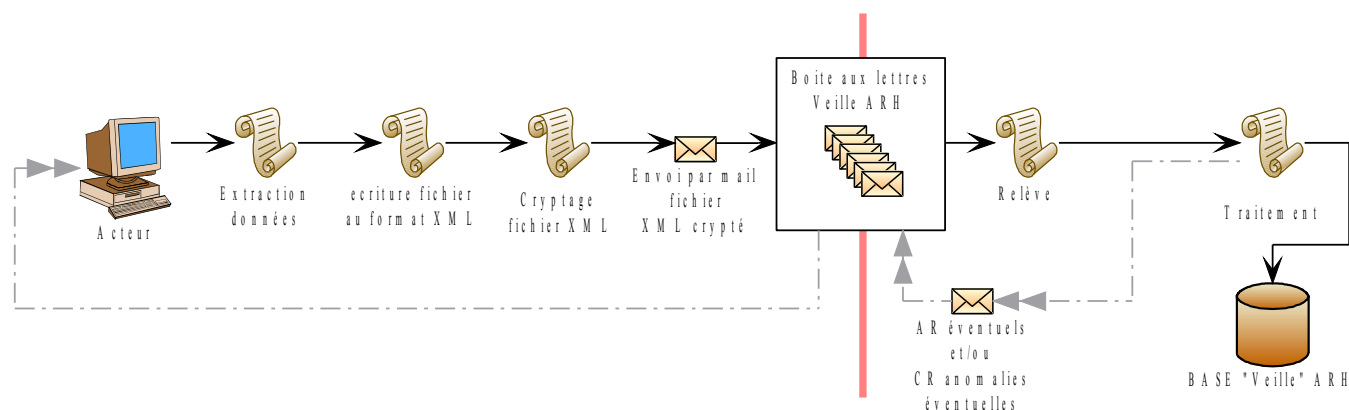 Boite aux lettres
Veille ARH
Acteur
Extraction
données
ecriture fichier
au format XML
Cryptage
fichier XML
Envoi par mail
fichier
XML crypté
Relève
Traitement
AR éventuels
et/ou
CR anomalies
éventuelles
BASE "Veille" ARH